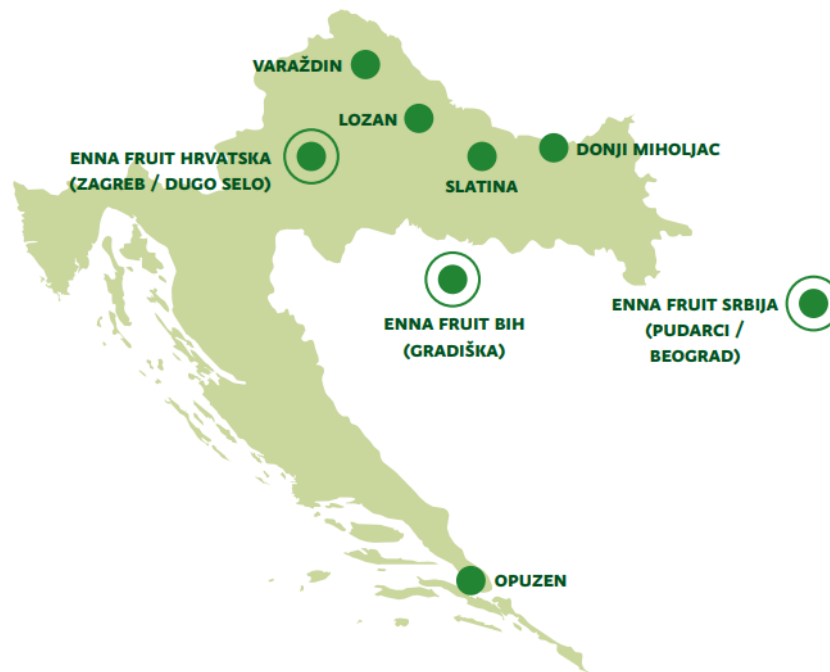 VARAŽDIN
LOZAN
ENNA FRUIT HRVATSKA
(ZAGREB / DUGO SELO)
DONJI MIHOLJAC
SLATINA
ENNA FRUIT BIH
(GRADIŠKA)
ENNA FRUIT SRBIJA
(PUDARCI /
BEOGRAD)
OPUZEN